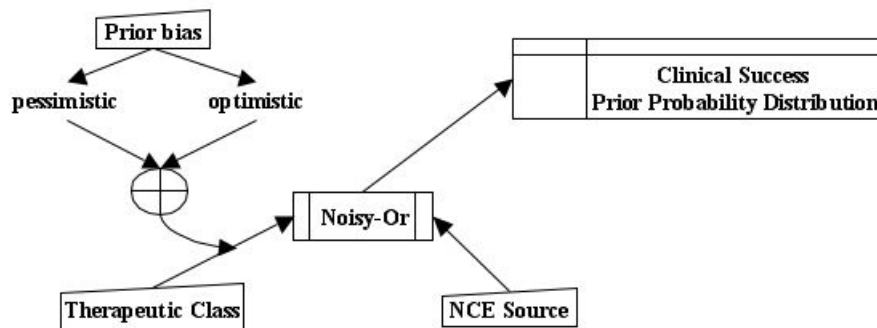 Prior bias
pessimistic
optimistic
Clinical Success
Prior Probability Distribution
Noisy-Or
Therapeutic Class
NCE Source